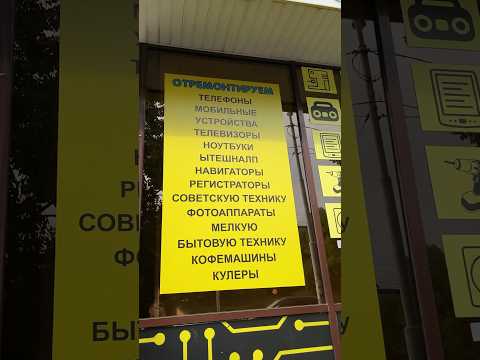 ОТРЕМОНТИРУЕМ
ТЕЛЕФОНЫ
МОБИЛЬНЫЕ
УСТРОЙСТВА
ТЕЛЕВИЗОРЫ
НОУТБУКИ
ЫТЕШНАЛП
НАВИГАТОРЫ
РЕГИСТРАТОРЫ
СОВЕТСКУЮ ТЕХНИКУ
ФОТОАППАРАТЫ
МЕЛКУЮ
БЫТОВУЮ ТЕХНИКУ
КОФЕМАШИНЫ
КУЛЕРЫ